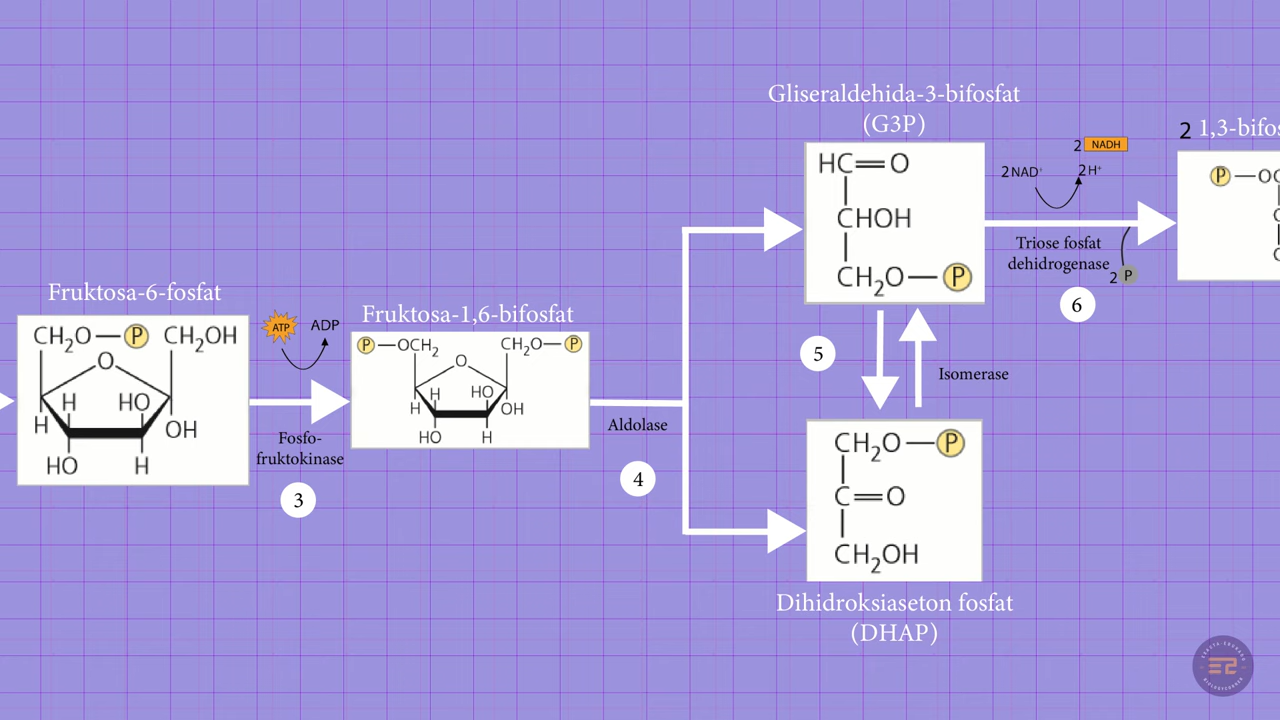 Fruktosa-6-fosfat
CH₂O—P
CH₂OH
O
H
HO
H
OH
HO
H
ATP
ADP
Fosfo-
fruktokinase
3
Fruktosa-1,6-bifosfat
P—OCH₂
CH₂O—P
O
H
HO
H
OH
HO
H
Aldolase
4
Gliseraldehida-3-bifosfat
(G3P)
HC=O
CHOH
CH₂O—P
5
Isomerase
CH₂O—P
C=O
CH₂OH
Dihidroksiaseton fosfat
(DHAP)
2 NADH
2 NAD⁺
2 H⁺
Triose fosfat
dehidrogenase
2 P
6
2 1,3-bifos
P—OC